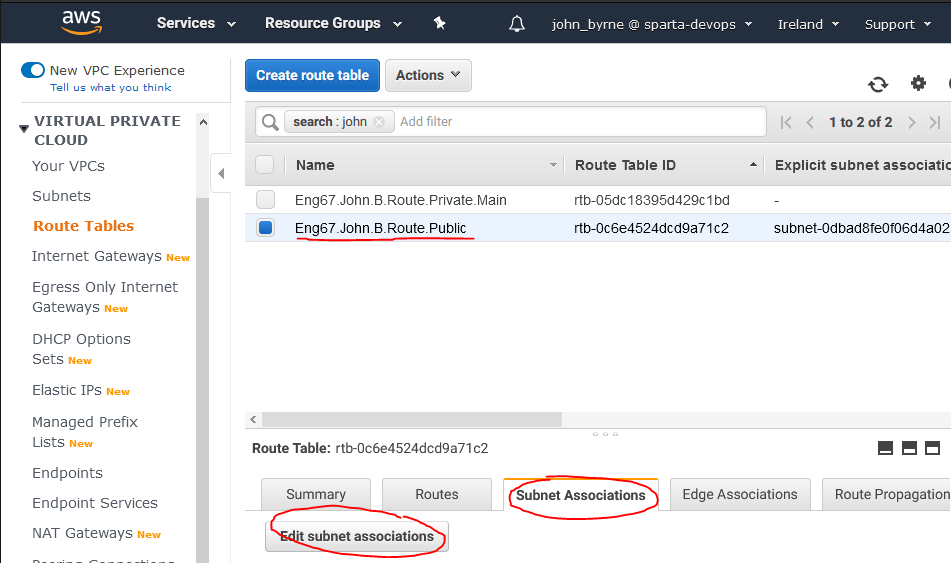 aws Services Resource Groups john_byrne @ sparta-devops Ireland Support
New VPC Experience
Tell us what you think
VIRTUAL PRIVATE
CLOUD
Your VPCs
Subnets
Route Tables
Internet Gateways New
Egress Only Internet
Gateways New
DHCP Options
Sets New
Elastic IPs New
Managed Prefix
Lists New
Endpoints
Endpoint Services
NAT Gateways New
Peering Connections
Create route table Actions
search : john Add filter 1 to 2 of 2
Name Route Table ID Explicit subnet associatio
Eng67.John.B.Route.Private.Main rtb-05dc18395d429c1bd -
Eng67.John.B.Route.Public rtb-0c6e4524dcd9a71c2 subnet-0dbad8fe0f06d4a02
Route Table: rtb-0c6e4524dcd9a71c2
Summary Routes Subnet Associations Edge Associations Route Propagation
Edit subnet associations